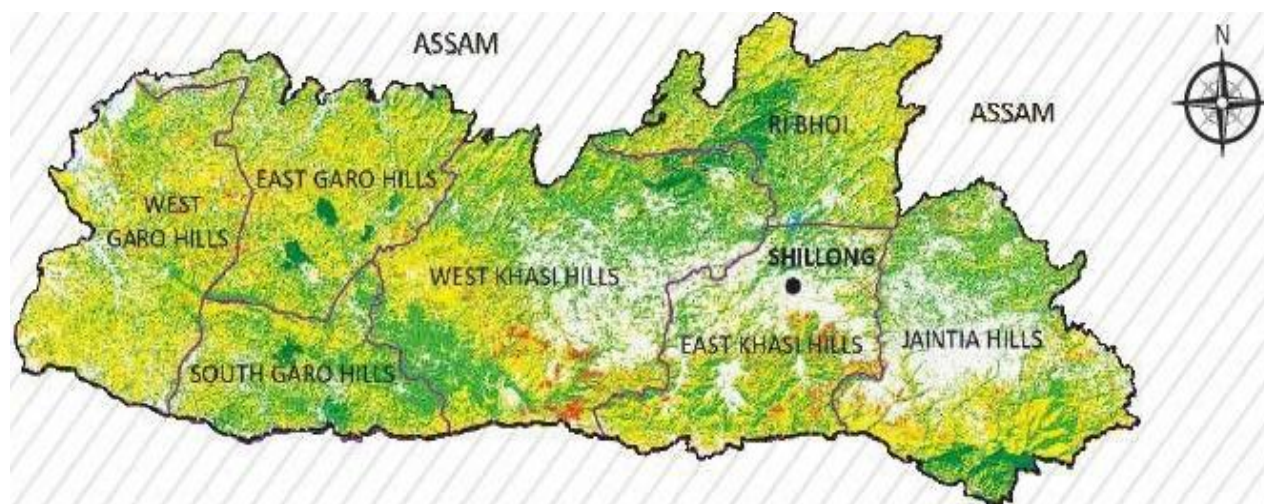 ASSAM
N
ASSAM
RI BHOI
EAST GARO HILLS
WEST
GARO HILLS
SHILLONG
WEST KHASI HILLS
EAST KHASI HILLS
JAINTIA HILLS
SOUTH GARO HILLS